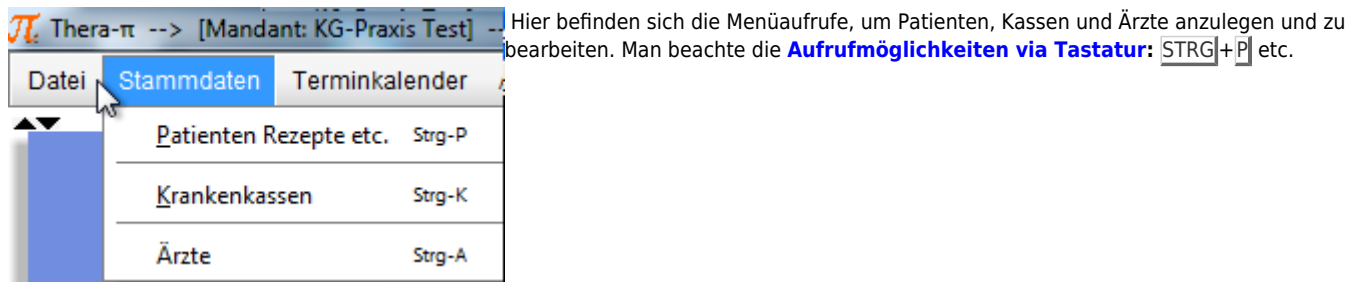 Thera-π --> [Mandant: KG-Praxis Test] --
Datei Stammdaten Terminkalender
Patienten Rezepte etc. Strg-P
Krankenkassen Strg-K
Ärzte Strg-A
Hier befinden sich die Menüaufrufe, um Patienten, Kassen und Ärzte anzulegen und zu
bearbeiten. Man beachte die Aufrufmöglichkeiten via Tastatur: STRG+P etc.